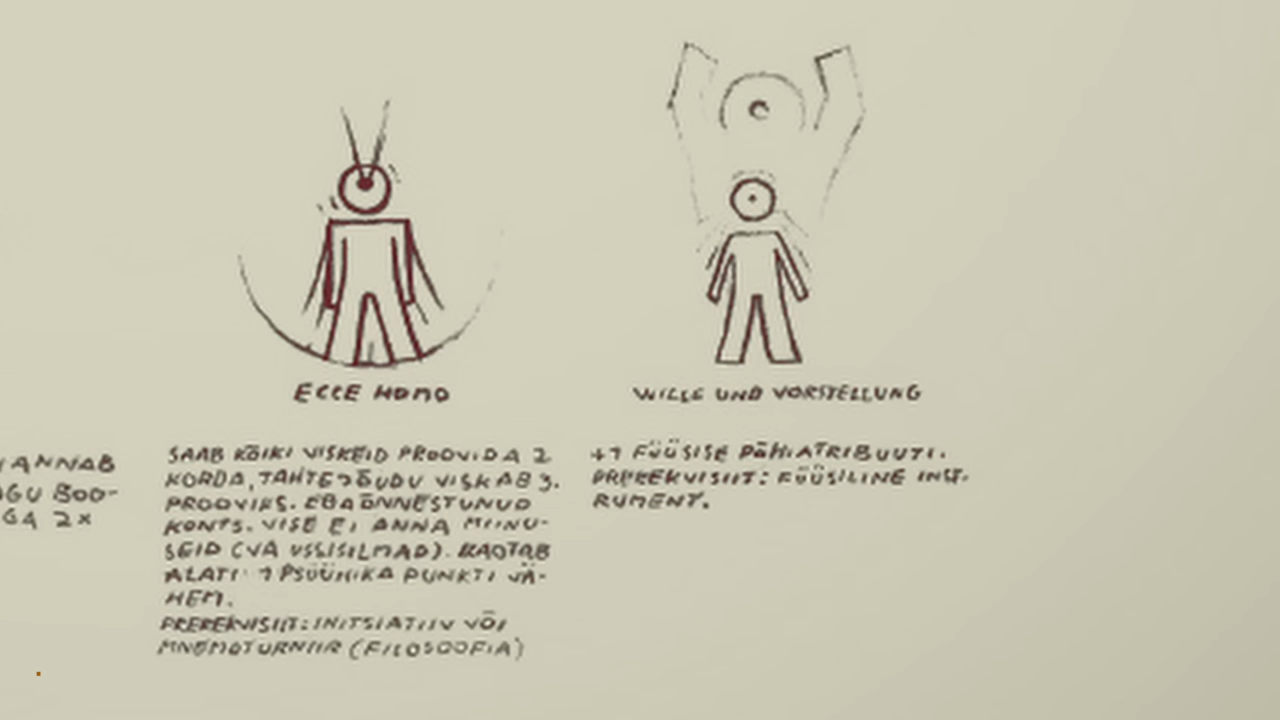 ECCE HOMO
WILLE UND VORSTELLUNG
ANNAB
AGU BOO-
GA 2x
SAAB KÕIKI VISKEID PROOVIDA 2
KORDA, TAHTEJÕUDU VISKAB 3.
PROOVIKS. EBAÕNNESTUNUD
KONTS. VISE EI ANNA MIINU-
SEID (VA USSISILMAD). KAOTAB
ALATI 1 PSÜÜHIKA PUNKTI VÄ-
HEM.
PREREKVISIIT: INITSIATIIV VÕI
MNEMOTURNIIR (FILOSOOFIA)
+1 FÜÜSISE PÕHIATRIBUUTI.
PREREKVISIIT: FÜÜSILINE INST-
RUMENT.